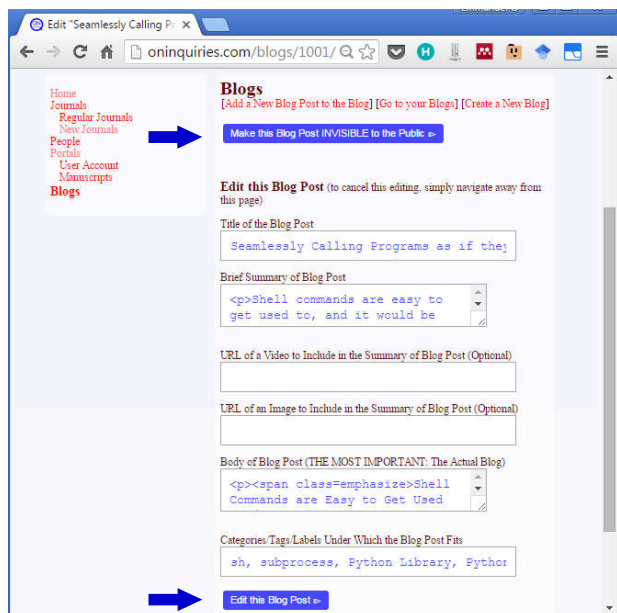 Edit "Seamlessly Calling Pr
oninquiries.com/blogs/1001/
Home
Journals
Regular Journals
New Journals
People
Portals
User Account
Manuscripts
Blogs
Blogs
[Add a New Blog Post to the Blog] [Go to your Blogs] [Create a New Blog]
Make this Blog Post INVISIBLE to the Public ▻
Edit this Blog Post (to cancel this editing, simply navigate away from
this page)
Title of the Blog Post
Seamlessly Calling Programs as if they
Brief Summary of Blog Post
<p>Shell commands are easy to
get used to, and it would be
URL of a Video to Include in the Summary of Blog Post (Optional)
URL of an Image to Include in the Summary of Blog Post (Optional)
Body of Blog Post (THE MOST IMPORTANT: The Actual Blog)
<p><span class=emphasize>Shell
Commands are Easy to Get Used
Categories/Tags/Labels Under Which the Blog Post Fits
sh, subprocess, Python Library, Python
Edit this Blog Post ▻